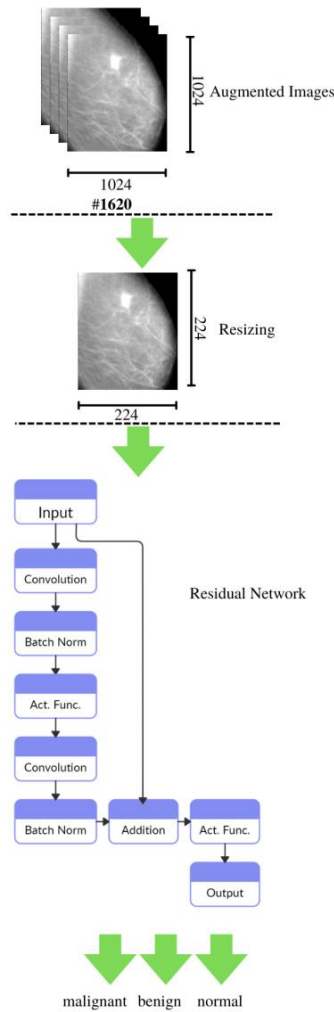 1024
Augmented Images
1024
#1620
224
Resizing
224
Input
Convolution
Residual Network
Batch Norm
Act. Func.
Convolution
Batch Norm
Addition
Act. Func.
Output
malignant benign normal